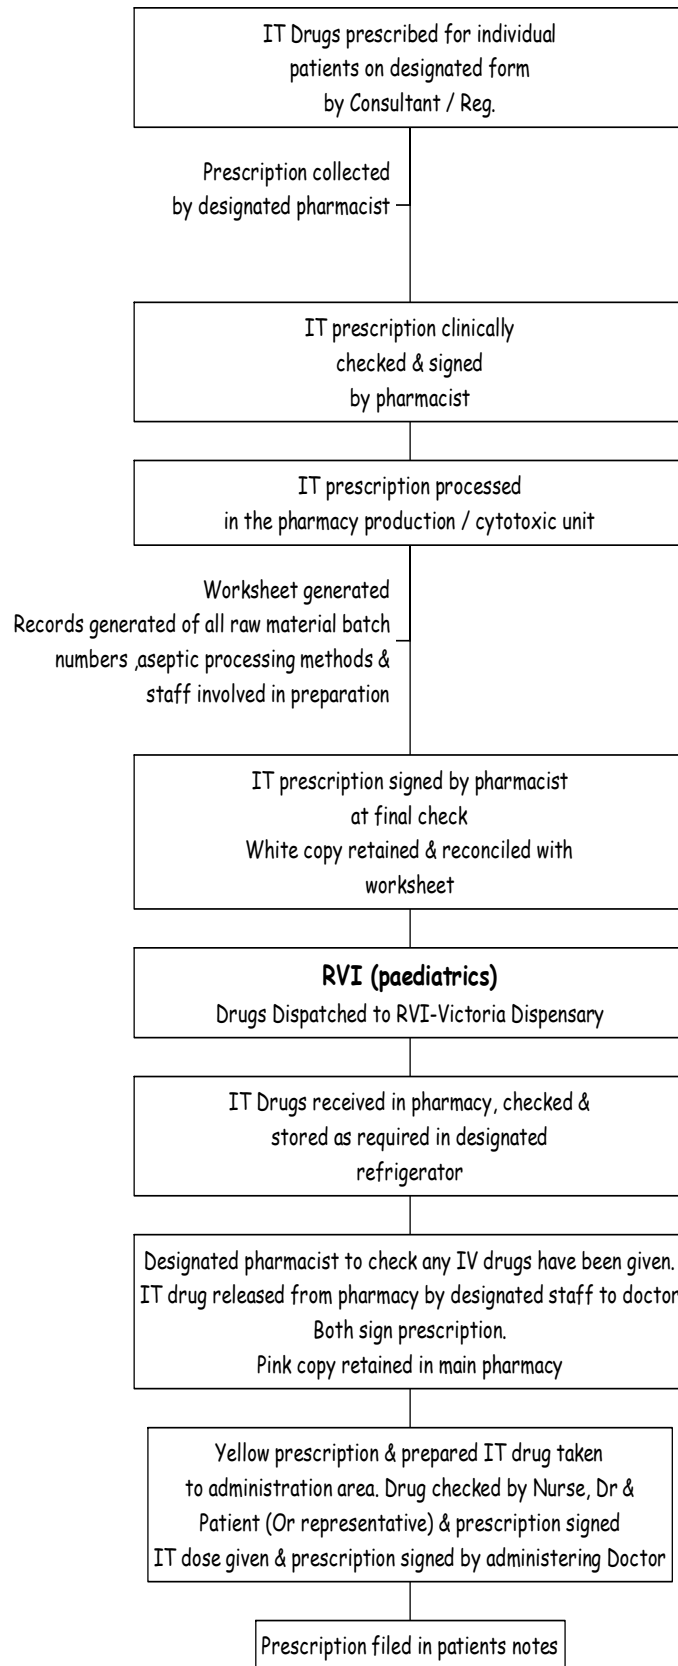 IT Drugs prescribed for individual
patients on designated form
by Consultant / Reg.
Prescription collected
by designated pharmacist
IT prescription clinically
checked & signed
by pharmacist
IT prescription processed
in the pharmacy production / cytotoxic unit
Worksheet generated
Records generated of all raw material batch
numbers ,aseptic processing methods &
staff involved in preparation
IT prescription signed by pharmacist
at final check
White copy retained & reconciled with
worksheet
RVI (paediatrics)
Drugs Dispatched to RVI-Victoria Dispensary
IT Drugs received in pharmacy, checked &
stored as required in designated
refrigerator
Designated pharmacist to check any IV drugs have been given.
IT drug released from pharmacy by designated staff to doctor
Both sign prescription.
Pink copy retained in main pharmacy
Yellow prescription & prepared IT drug taken
to administration area. Drug checked by Nurse, Dr &
Patient (Or representative) & prescription signed
IT dose given & prescription signed by administering Doctor
Prescription filed in patients notes